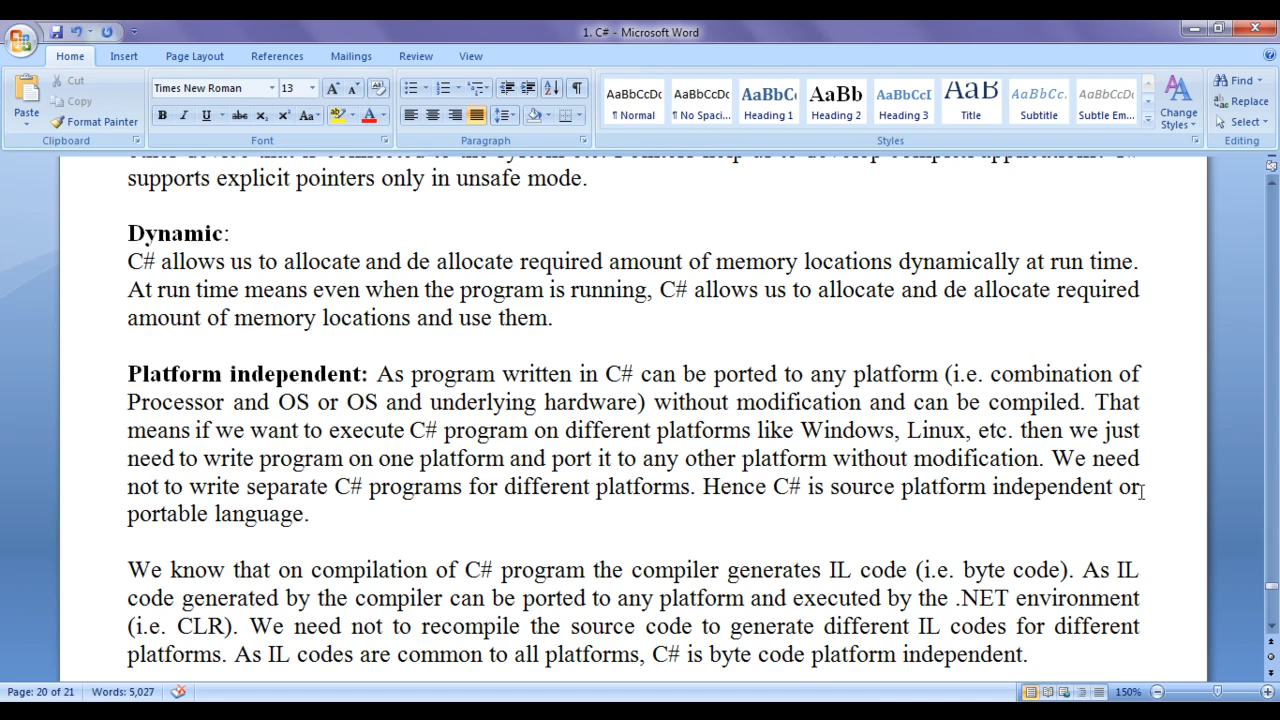 1. C# - Microsoft Word
Home Insert Page Layout References Mailings Review View
Paste
Cut
Copy
Format Painter
Clipboard
Times New Roman 13
Font
Paragraph
AaBbCcDc AaBbCcDc AaBbC AaBb AaBbCcI AaB AaBbCc. AaBbCcDc
¶ Normal ¶ No Spaci... Heading 1 Heading 2 Heading 3 Title Subtitle Subtle Em...
Change Styles
Styles
Find
Replace
Select
Editing
supports explicit pointers only in unsafe mode.
Dynamic:
C# allows us to allocate and de allocate required amount of memory locations dynamically at run time.
At run time means even when the program is running, C# allows us to allocate and de allocate required
amount of memory locations and use them.
Platform independent: As program written in C# can be ported to any platform (i.e. combination of
Processor and OS or OS and underlying hardware) without modification and can be compiled. That
means if we want to execute C# program on different platforms like Windows, Linux, etc. then we just
need to write program on one platform and port it to any other platform without modification. We need
not to write separate C# programs for different platforms. Hence C# is source platform independent or
portable language.
We know that on compilation of C# program the compiler generates IL code (i.e. byte code). As IL
code generated by the compiler can be ported to any platform and executed by the .NET environment
(i.e. CLR). We need not to recompile the source code to generate different IL codes for different
platforms. As IL codes are common to all platforms, C# is byte code platform independent.
Page: 20 of 21 Words: 5,027 150%